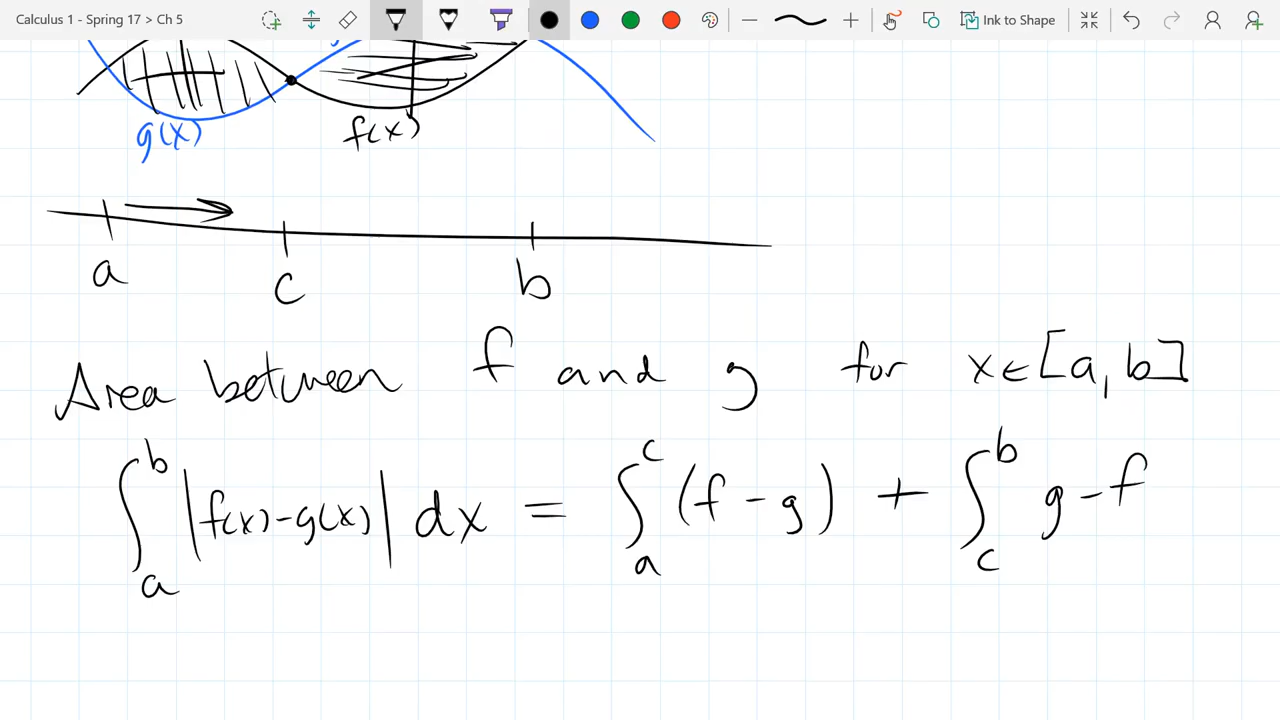 Calculus 1 - Spring 17 > Ch 5
Ink to Shape
g(x)
f(x)
a c b
Area between f and g for x∈[a, b]
∫_a^b |f(x)-g(x)| dx = ∫_a^c (f - g) + ∫_c^b g - f